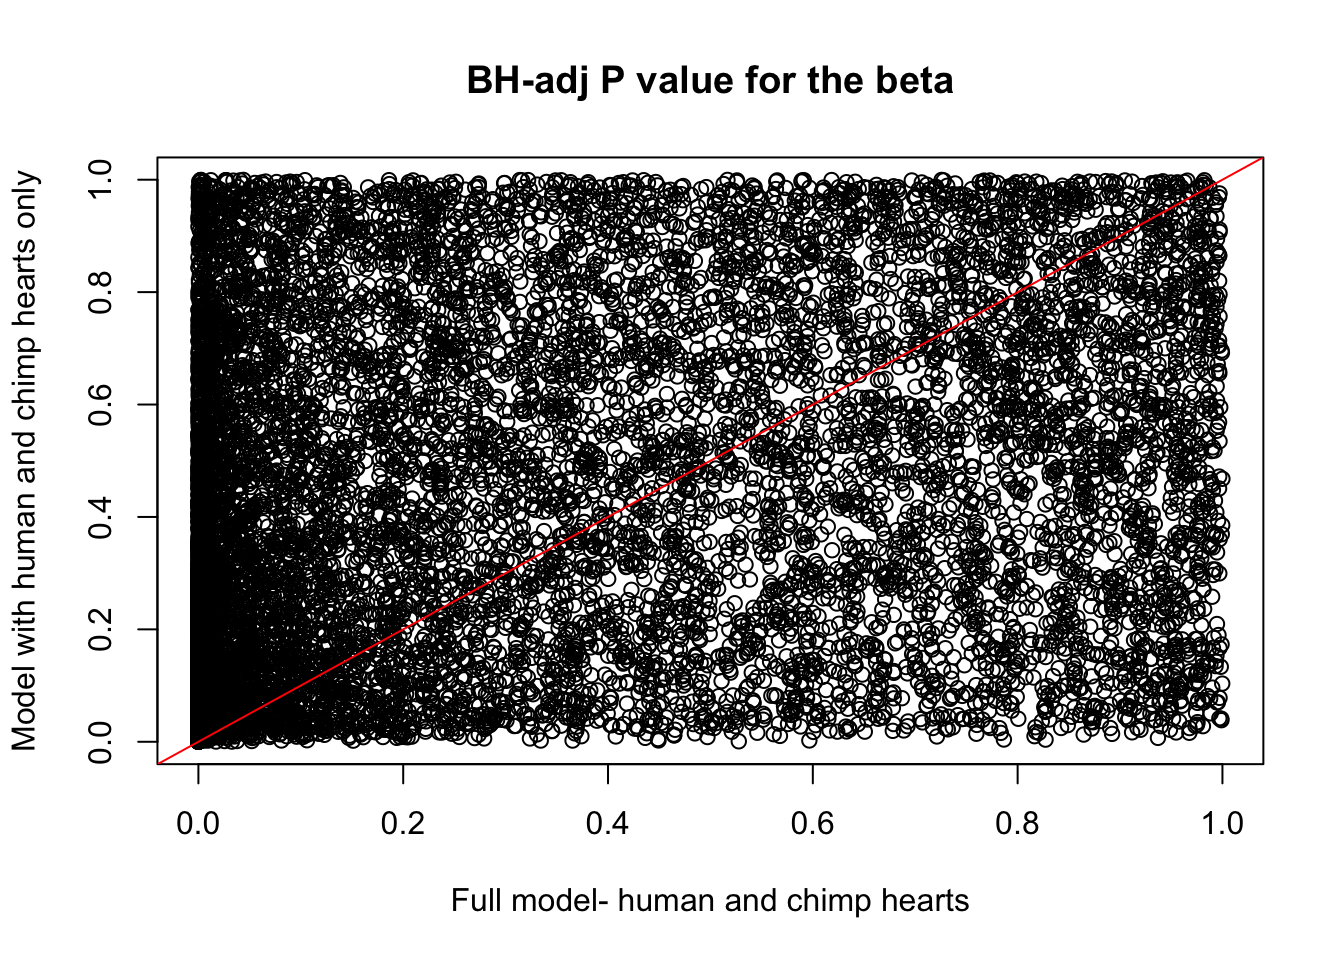 BH-adj P value for the beta
Model with human and chimp hearts only
1.0
0.8
0.6
0.4
0.2
0.0
0.0 0.2 0.4 0.6 0.8 1.0
Full model- human and chimp hearts